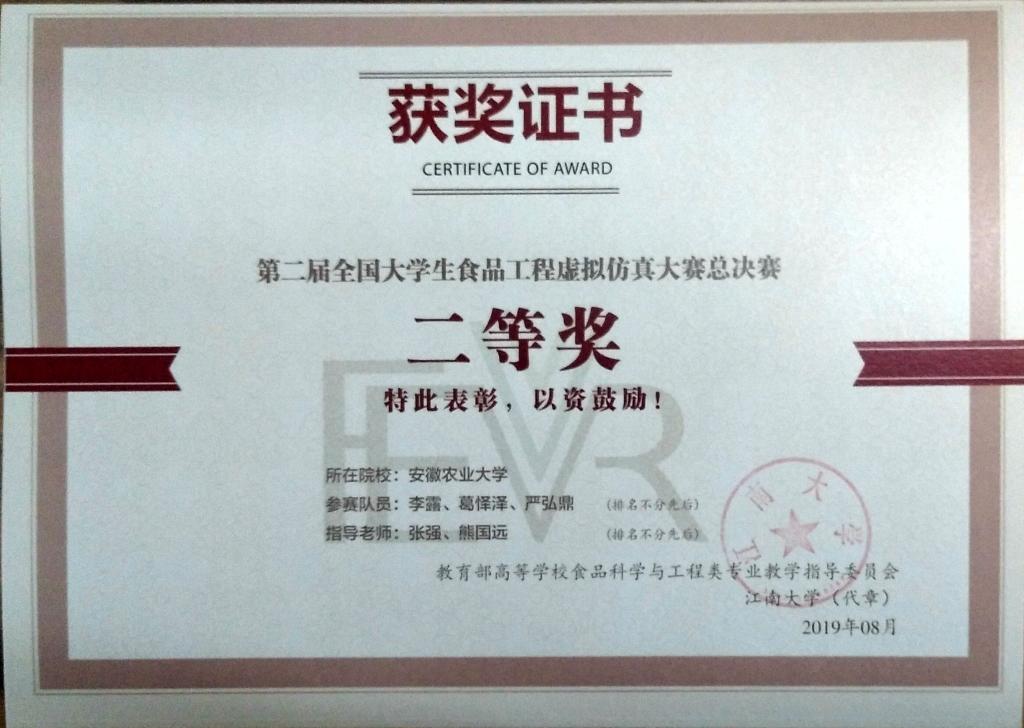 获奖证书
CERTIFICATE OF AWARD
第二届全国大学生食品工程虚拟仿真大赛总决赛
二等奖
特此表彰，以资鼓励！
FEVR
所在院校：安徽农业大学
参赛队员：李露、葛怿泽、严弘鼎 （排名不分先后）
指导老师：张强、熊国远 （排名不分先后）
江南大学
教育部高等学校食品科学与工程类专业教学指导委员会
江南大学（代章）
2019年08月